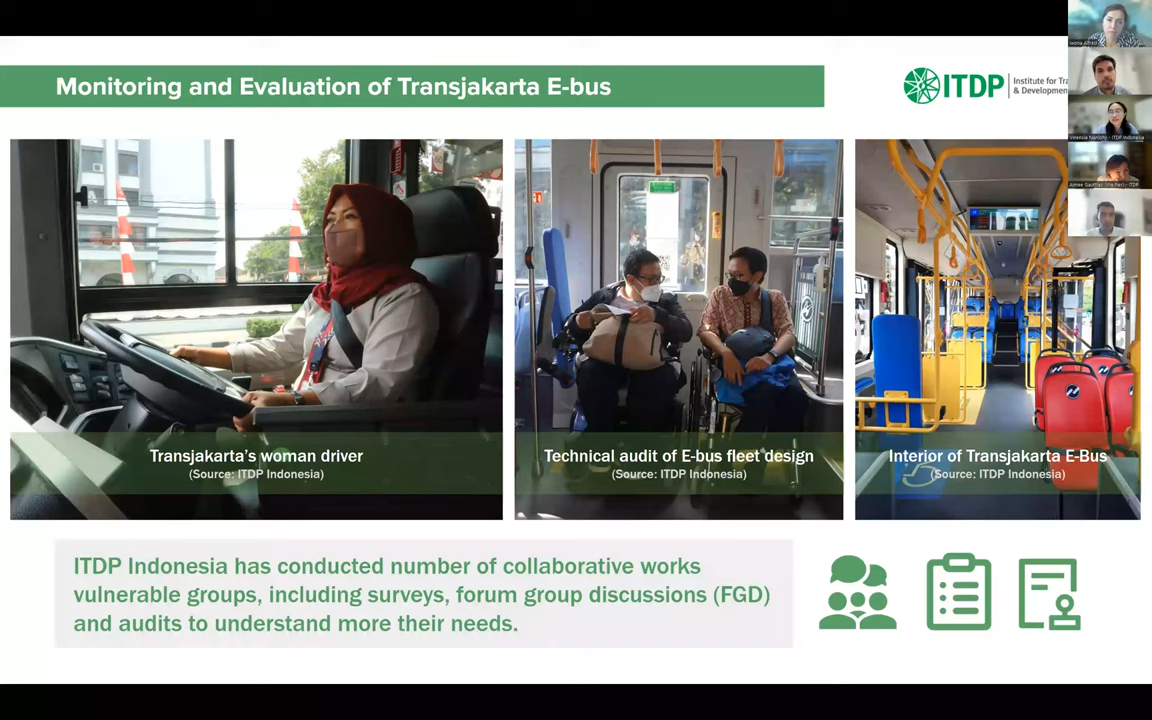 Monitoring and Evaluation of Transjakarta E-bus
ITDP
Institute for Tra
& Developmen
Transjakarta's woman driver
(Source: ITDP Indonesia)
Technical audit of E-bus fleet design
(Source: ITDP Indonesia)
Interior of Transjakarta E-Bus
(Source: ITDP Indonesia)
ITDP Indonesia has conducted number of collaborative works
vulnerable groups, including surveys, forum group discussions (FGD)
and audits to understand more their needs.